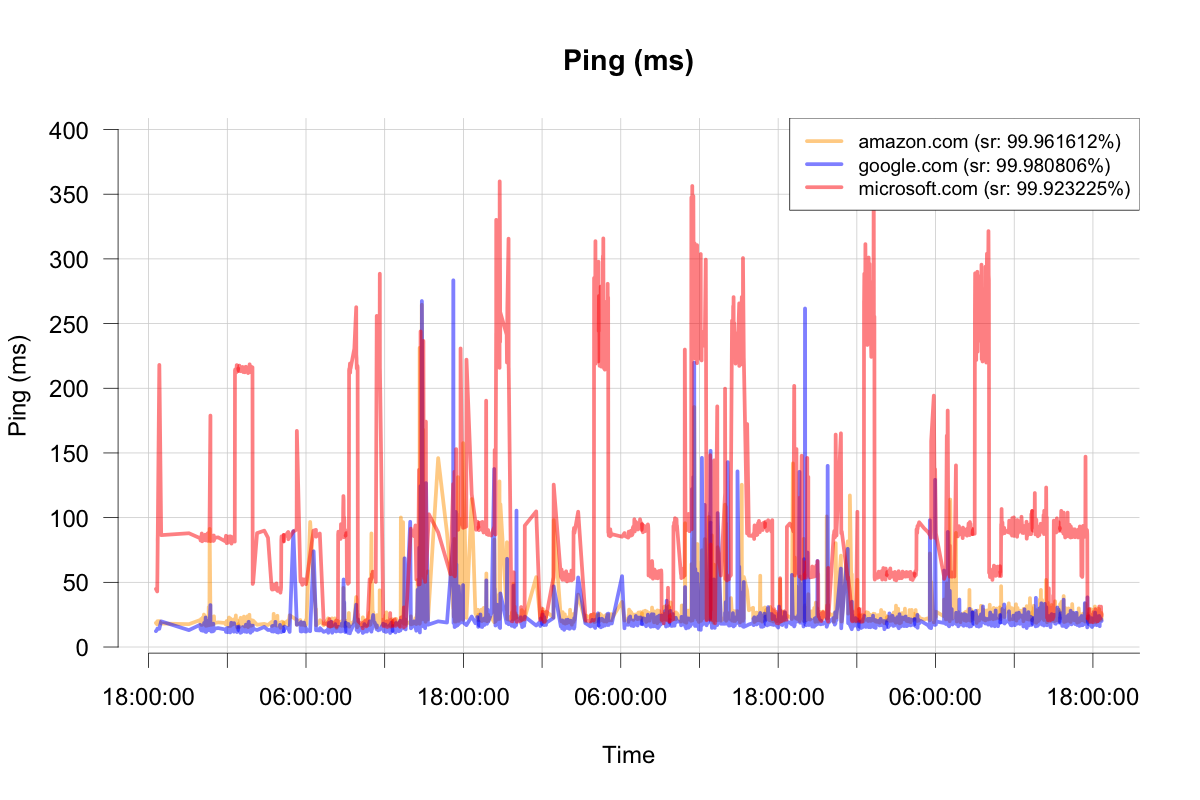 Ping (ms)
amazon.com (sr: 99.961612%)
google.com (sr: 99.980806%)
microsoft.com (sr: 99.923225%)
400
350
300
250
200
150
100
50
0
Ping (ms)
18:00:00 06:00:00 18:00:00 06:00:00 18:00:00 06:00:00 18:00:00
Time